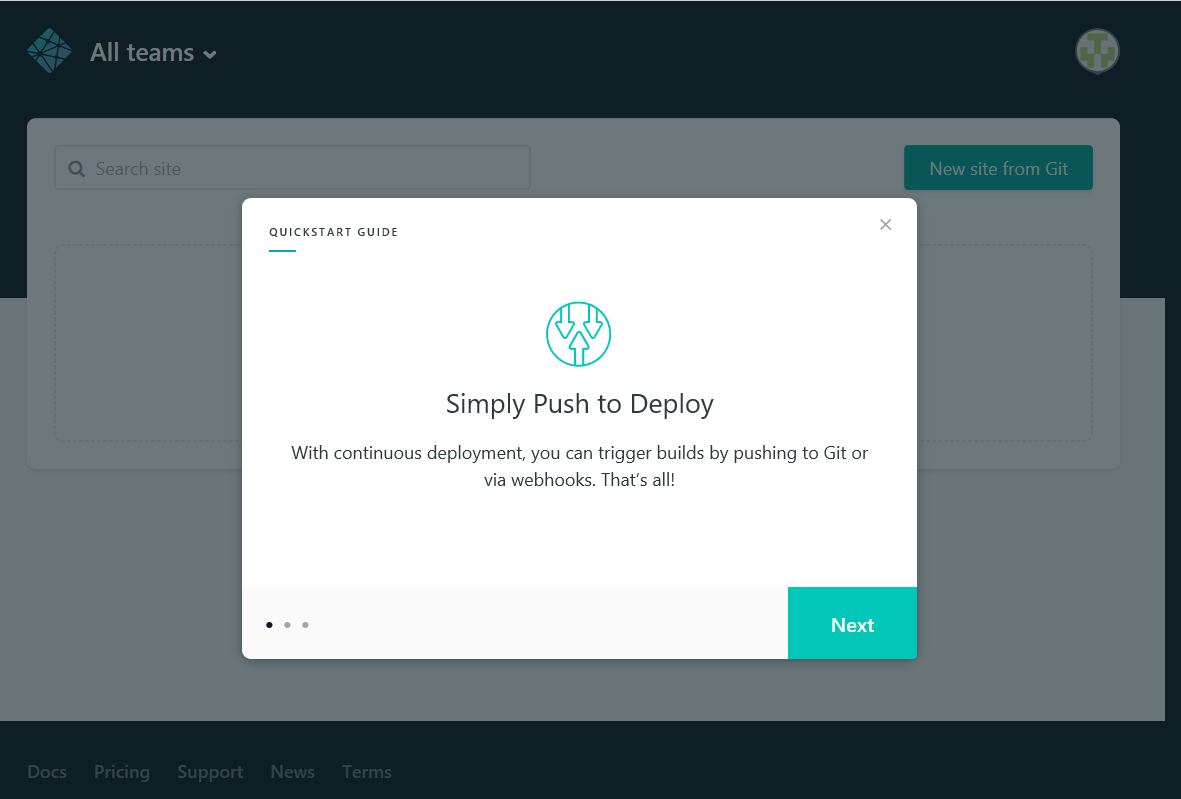 All teams
Search site
New site from Git
QUICKSTART GUIDE
Simply Push to Deploy
With continuous deployment, you can trigger builds by pushing to Git or
via webhooks. That’s all!
Next
Docs Pricing Support News Terms